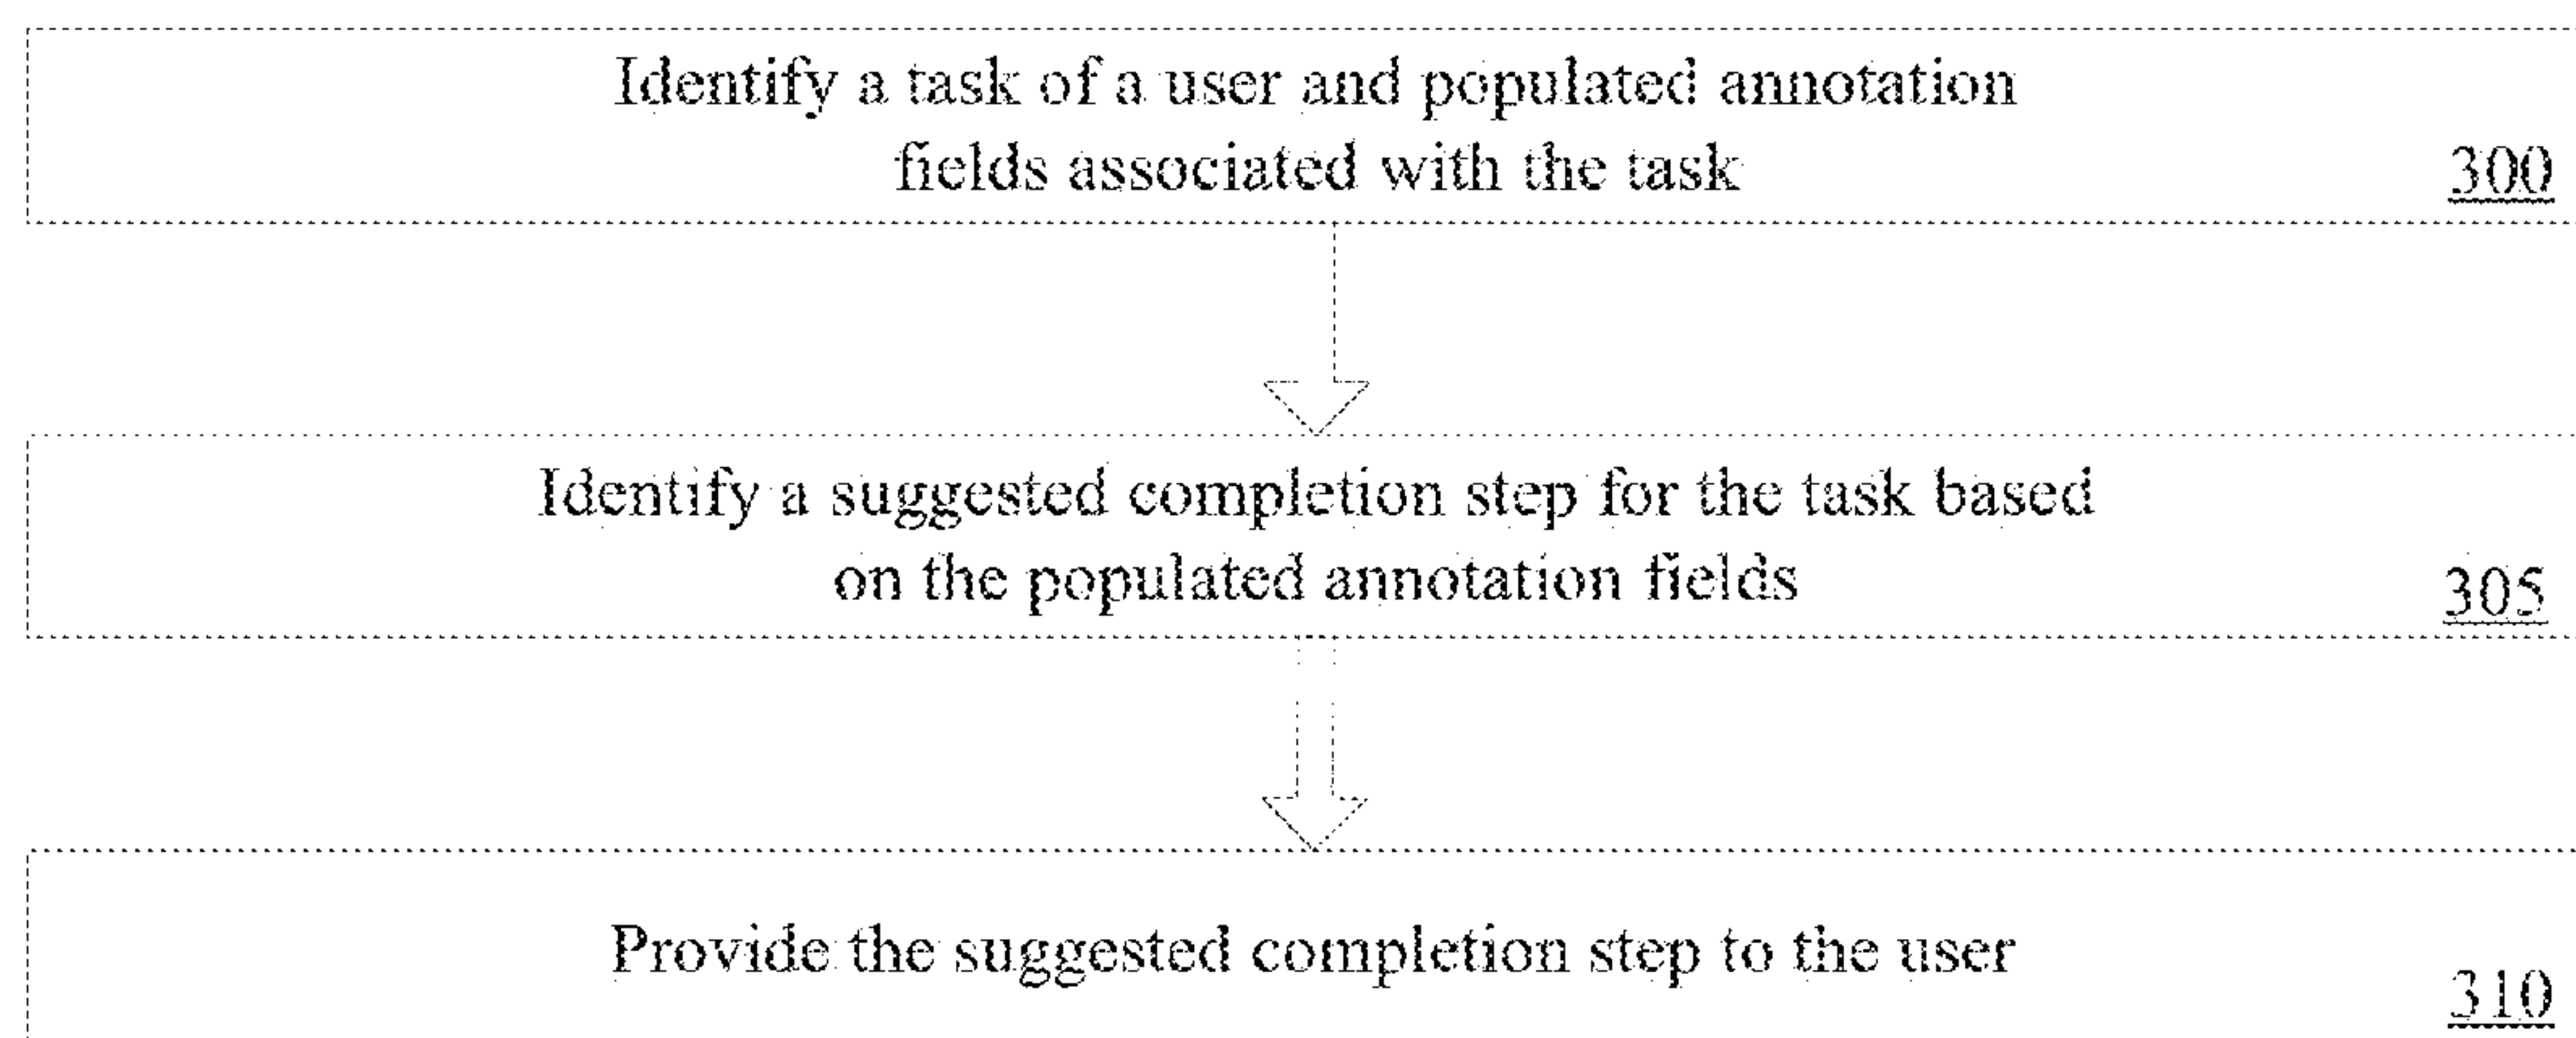 Identify a task of a user and populated annotation
fields associated with the task
300
Identify a suggested completion step for the task based
on the populated annotation fields
305
Provide the suggested completion step to the user
310